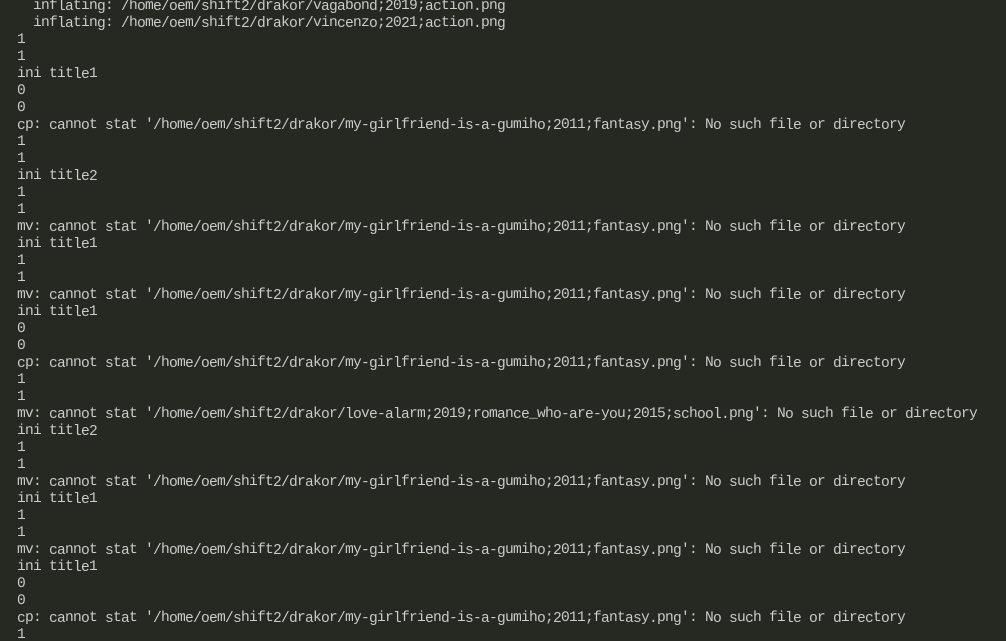 inflating: /home/oem/shift2/drakor/vagabond;2019;action.png
inflating: /home/oem/shift2/drakor/vincenzo;2021;action.png
1
1
ini title1
0
0
cp: cannot stat '/home/oem/shift2/drakor/my-girlfriend-is-a-gumiho;2011;fantasy.png': No such file or directory
1
1
ini title2
1
1
mv: cannot stat '/home/oem/shift2/drakor/my-girlfriend-is-a-gumiho;2011;fantasy.png': No such file or directory
ini title1
1
1
mv: cannot stat '/home/oem/shift2/drakor/my-girlfriend-is-a-gumiho;2011;fantasy.png': No such file or directory
ini title1
0
0
cp: cannot stat '/home/oem/shift2/drakor/my-girlfriend-is-a-gumiho;2011;fantasy.png': No such file or directory
1
1
mv: cannot stat '/home/oem/shift2/drakor/love-alarm;2019;romance_who-are-you;2015;school.png': No such file or directory
ini title2
1
1
mv: cannot stat '/home/oem/shift2/drakor/my-girlfriend-is-a-gumiho;2011;fantasy.png': No such file or directory
ini title1
1
1
mv: cannot stat '/home/oem/shift2/drakor/my-girlfriend-is-a-gumiho;2011;fantasy.png': No such file or directory
ini title1
0
0
cp: cannot stat '/home/oem/shift2/drakor/my-girlfriend-is-a-gumiho;2011;fantasy.png': No such file or directory
1